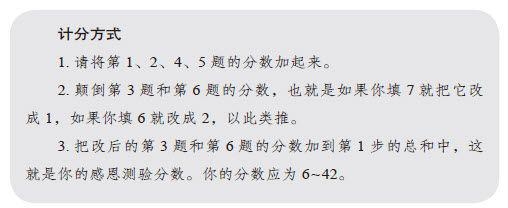 计分方式
1. 请将第 1、2、4、5 题的分数加起来。
2. 颠倒第 3 题和第 6 题的分数，也就是如果你填 7 就把它改
成 1，如果你填 6 就改成 2，以此类推。
3. 把改后的第 3 题和第 6 题的分数加到第 1 步的总和中，这
就是你的感恩测验分数。你的分数应为 6~42。